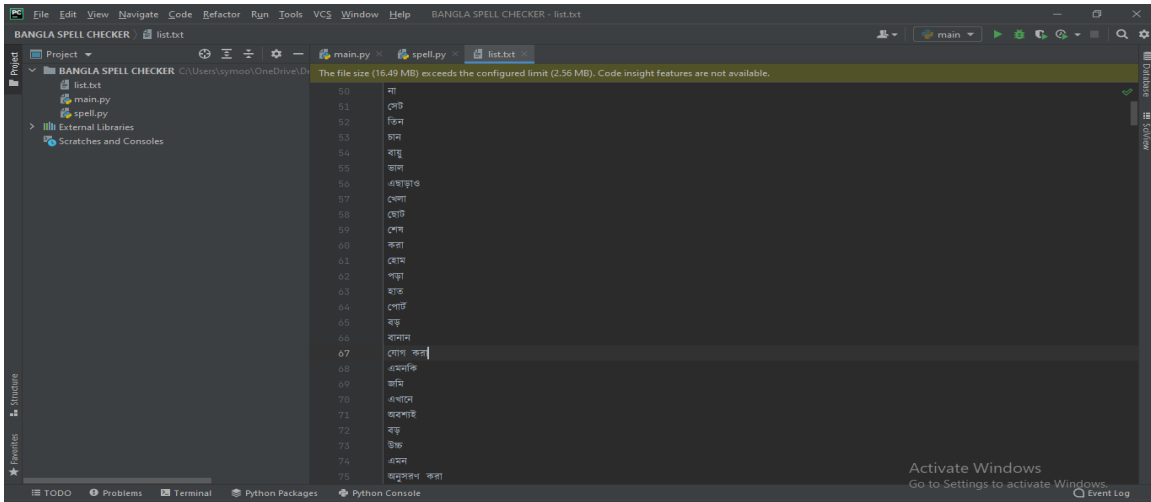 PC File Edit View Navigate Code Refactor Run Tools VCS Window Help BANGLA SPELL CHECKER - list.txt
BANGLA SPELL CHECKER list.txt main
Project main.py spell.py list.txt
BANGLA SPELL CHECKER C:\Users\symoo\OneDrive\D
The file size (16.49 MB) exceeds the configured limit (2.56 MB). Code insight features are not available.
list.txt
main.py
spell.py
External Libraries
Scratches and Consoles
50 না
51 সেট
52 তিন
53 চান
54 বায়ু
55 ভাল
56 এছাড়াও
57 খেলা
58 ছোট
59 শেষ
60 করা
61 হোম
62 পড়া
63 হাত
64 পোর্ট
65 বড়
66 বানান
67 যোগ করা
68 এমনকি
69 জমি
70 এখানে
71 অবশ্যই
72 বড়
73 উচ্চ
74 এমন
75 অনুসরণ করা
Project
Structure
Favorites
Database
SciView
Activate Windows
Go to Settings to activate Windows.
TODO Problems Terminal Python Packages Python Console Event Log